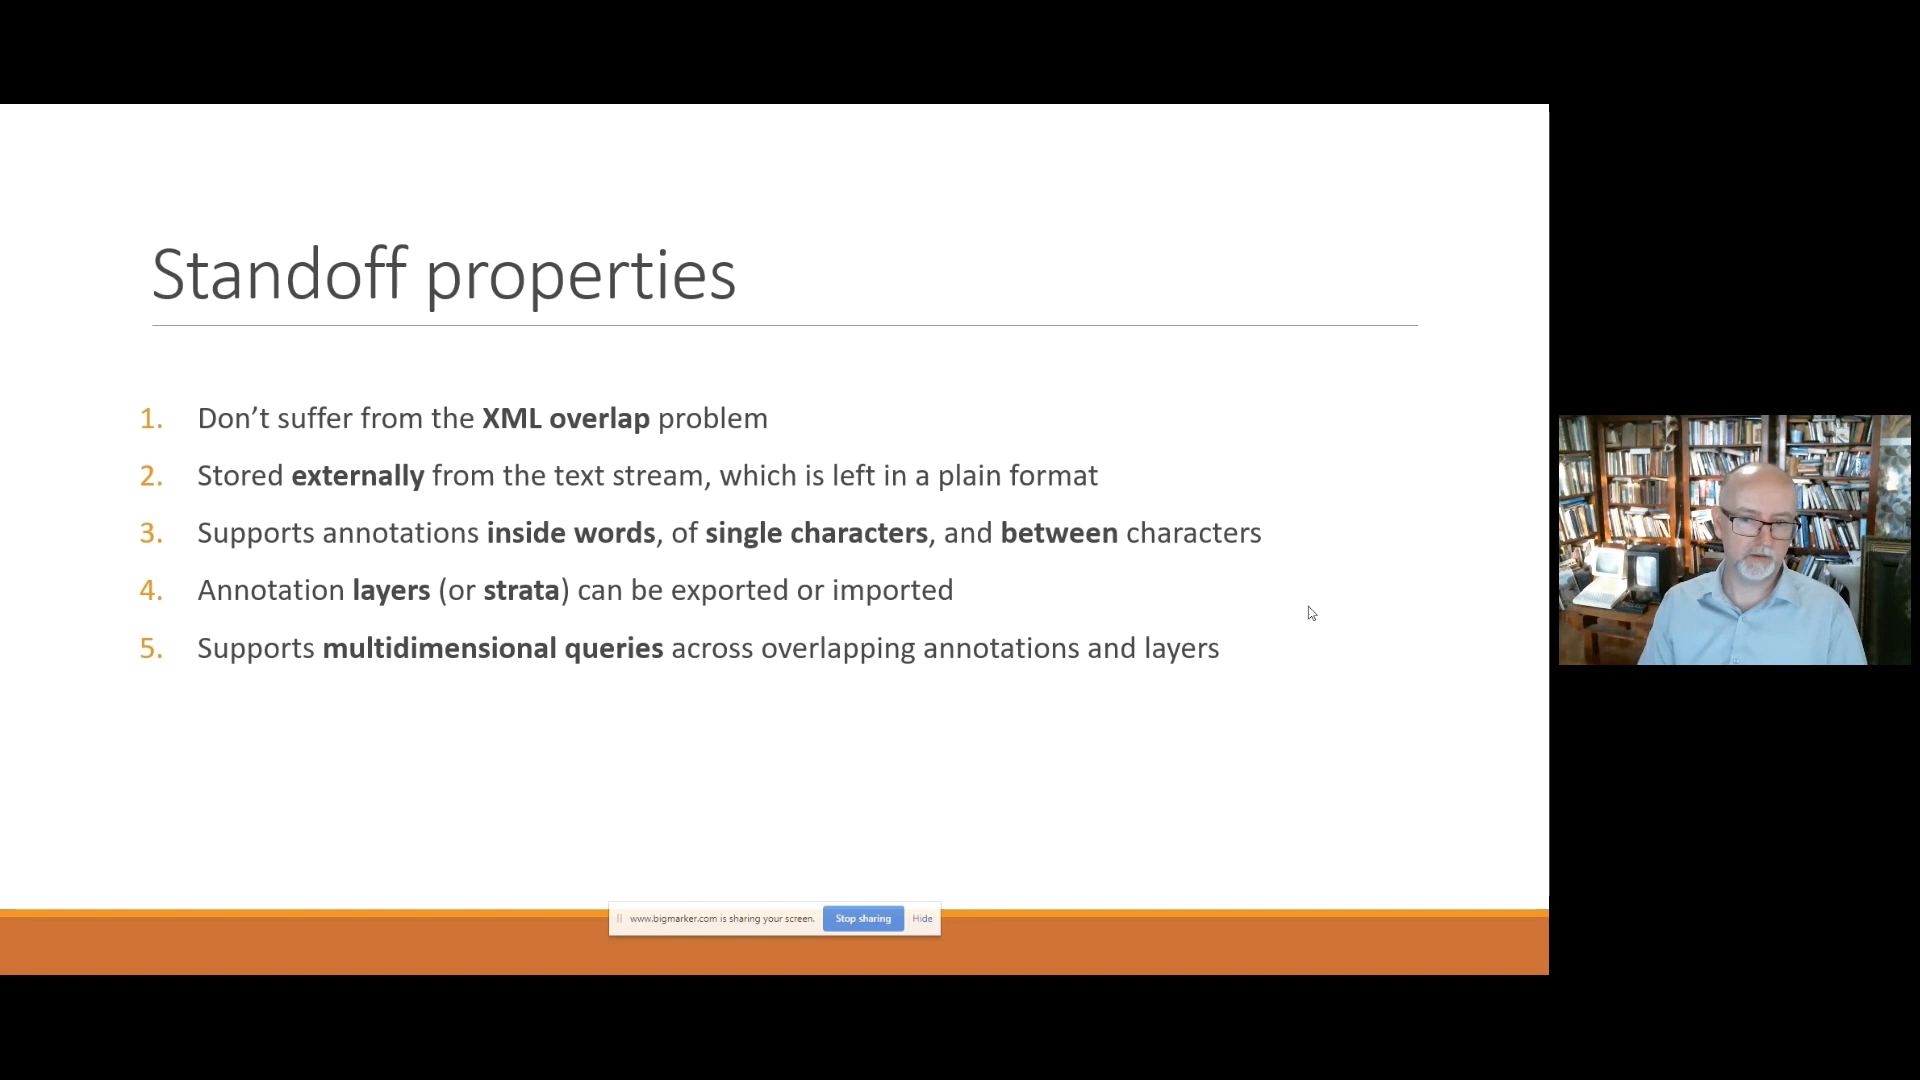 Standoff properties
1. Don’t suffer from the XML overlap problem
2. Stored externally from the text stream, which is left in a plain format
3. Supports annotations inside words, of single characters, and between characters
4. Annotation layers (or strata) can be exported or imported
5. Supports multidimensional queries across overlapping annotations and layers
www.bigmarker.com is sharing your screen. Stop sharing Hide